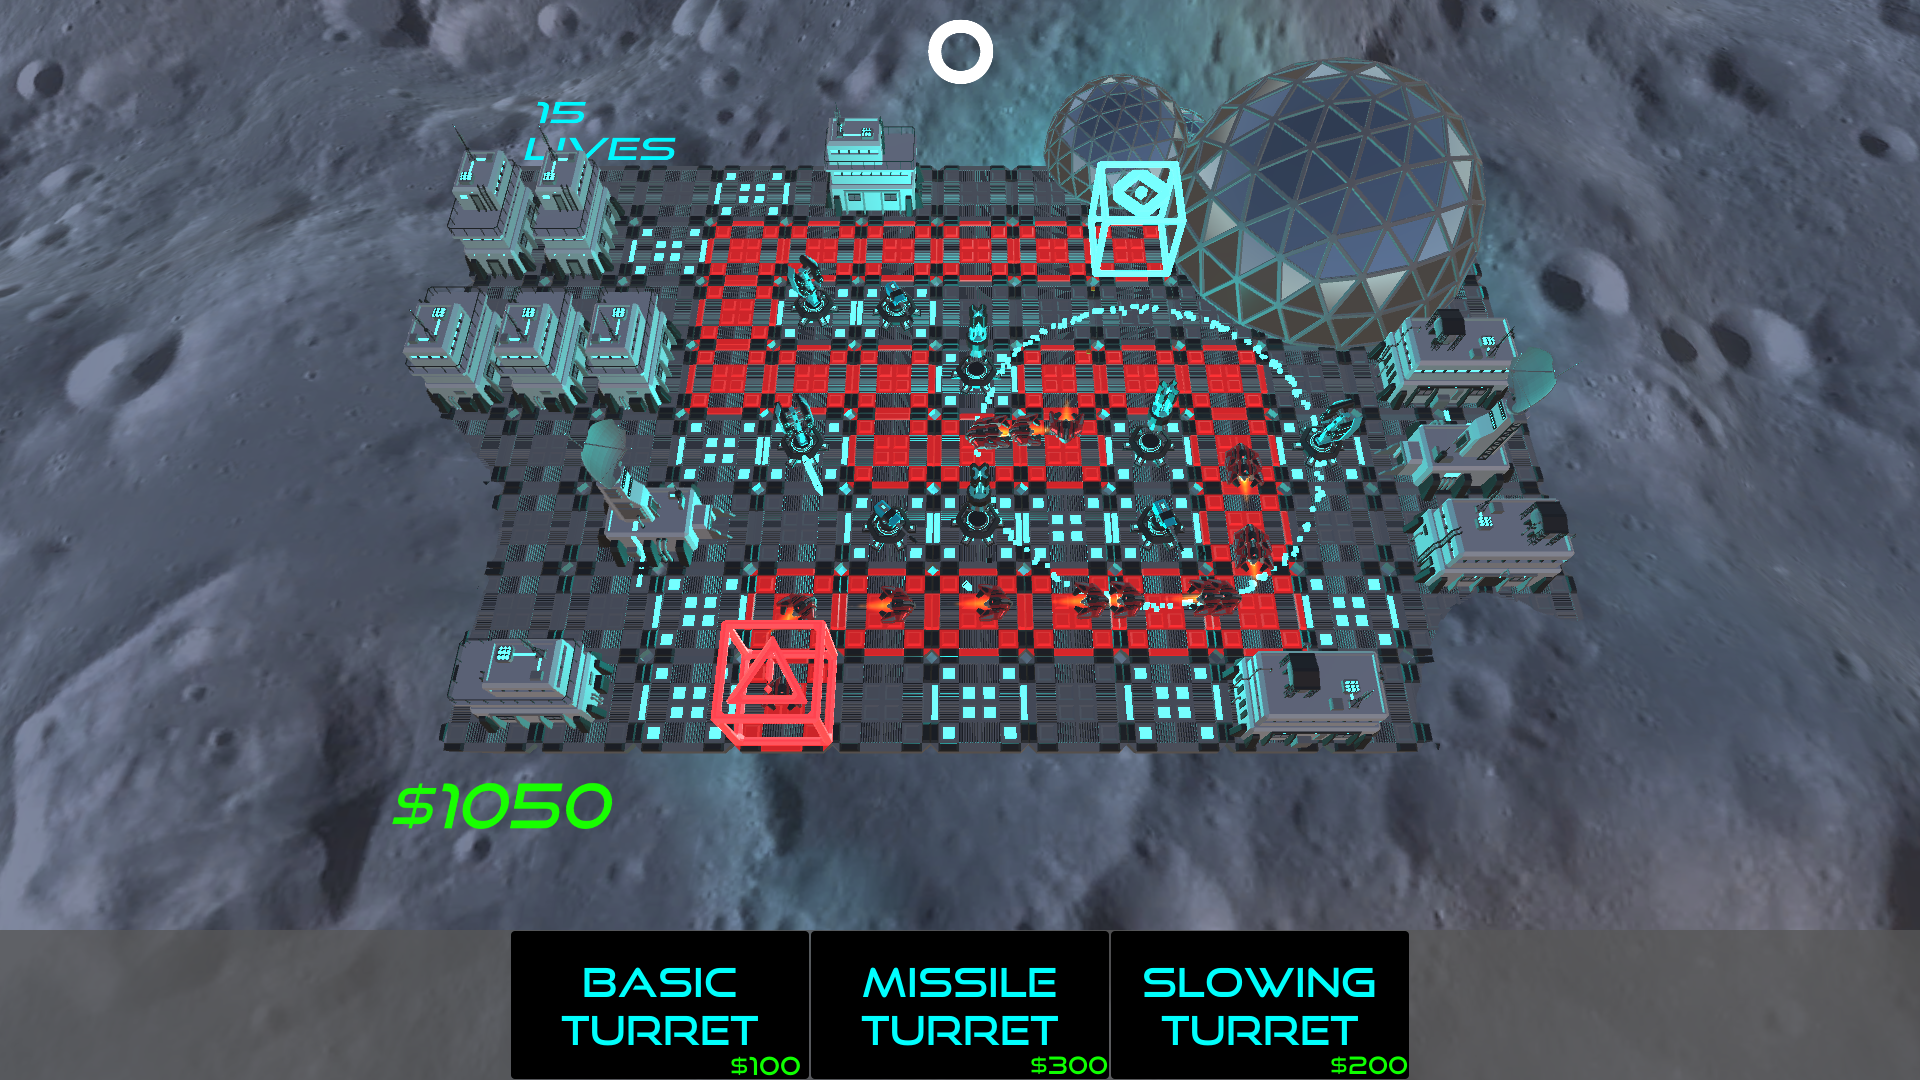 15
LIVES
$1050
BASIC
TURRET
$100
MISSILE
TURRET
$300
SLOWING
TURRET
$200